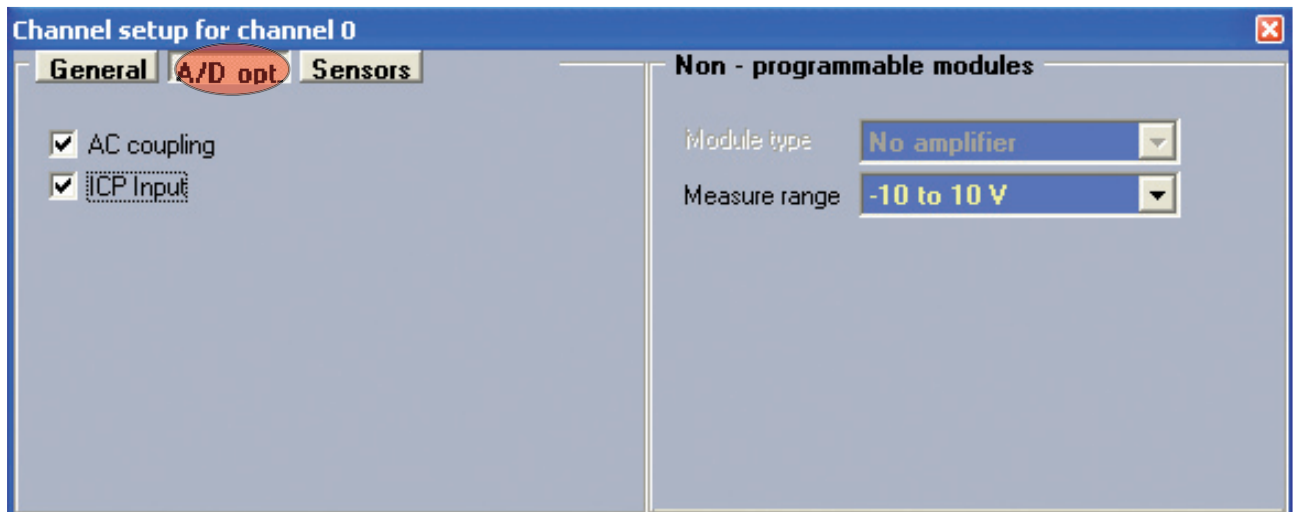 Channel setup for channel 0
General A/D opt. Sensors
AC coupling
ICP Input
Non - programmable modules
Module type No amplifier
Measure range -10 to 10 V